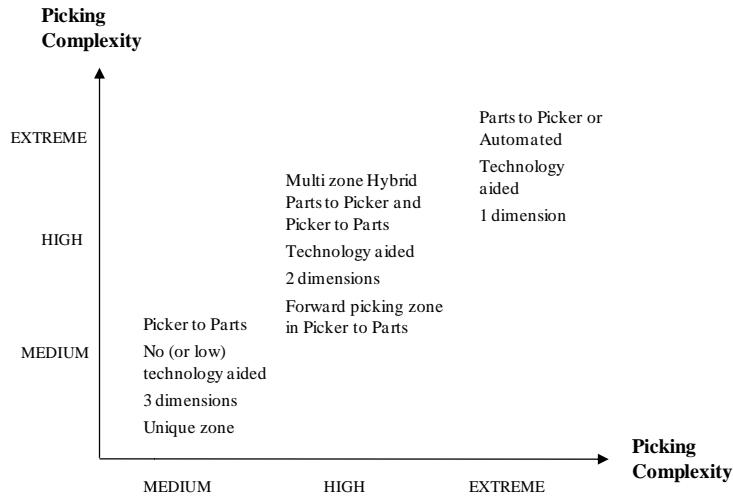 Picking
Complexity
EXTREME
HIGH
MEDIUM
Parts to Picker or
Automated
Technology
aided
1 dimension
Multi zone Hybrid
Parts to Picker and
Picker to Parts
Technology aided
2 dimensions
Forward picking zone
in Picker to Parts
Picker to Parts
No (or low)
technology aided
3 dimensions
Unique zone
Picking
Complexity
MEDIUM
HIGH
EXTREME